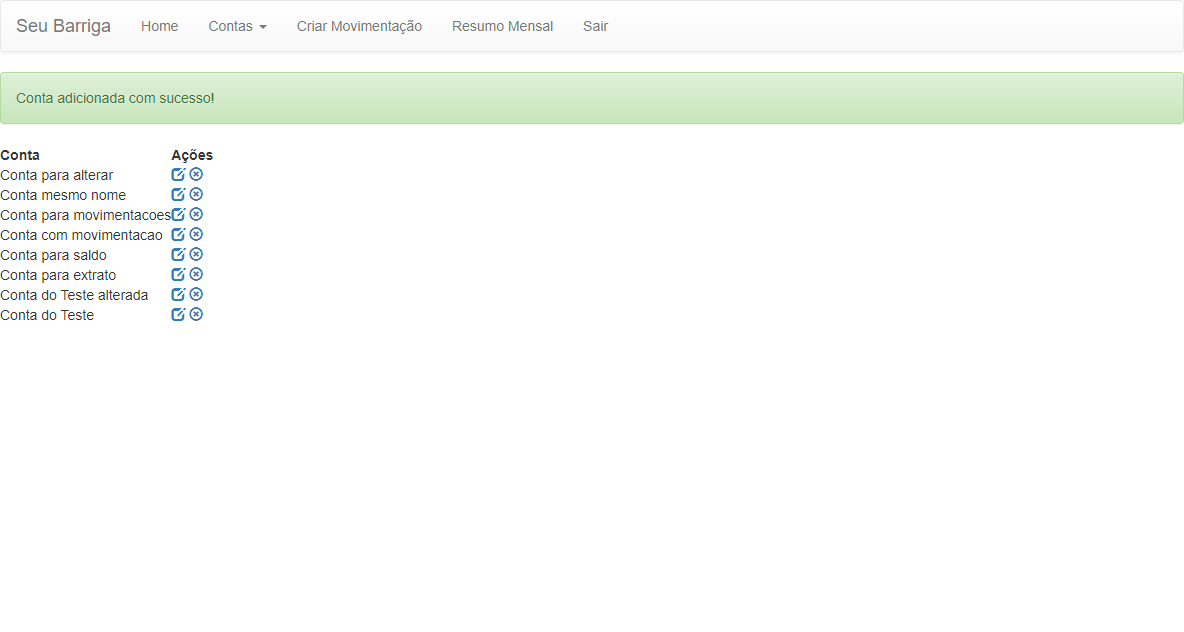 Seu Barriga Home Contas Criar Movimentação Resumo Mensal Sair
Conta adicionada com sucesso!
Conta Ações
Conta para alterar
Conta mesmo nome
Conta para movimentacoes
Conta com movimentacao
Conta para saldo
Conta para extrato
Conta do Teste alterada
Conta do Teste